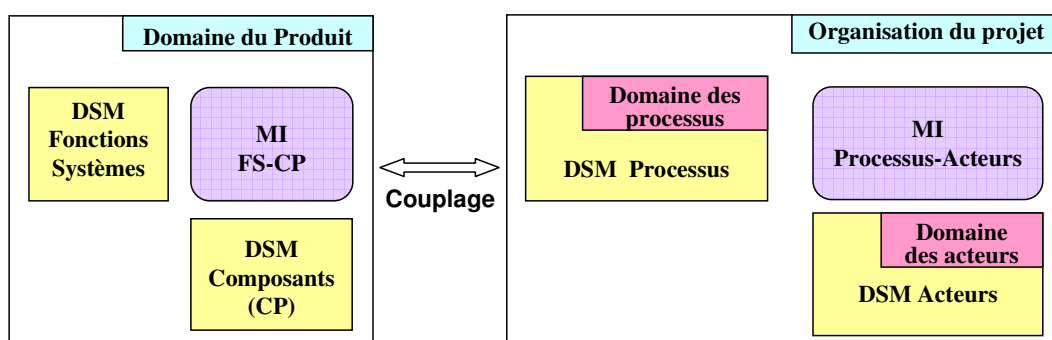 Domaine du Produit
DSM
Fonctions
Systèmes
MI
FS-CP
DSM
Composants
(CP)
Couplage
Organisation du projet
Domaine des
processus
DSM Processus
MI
Processus-Acteurs
Domaine
des acteurs
DSM Acteurs